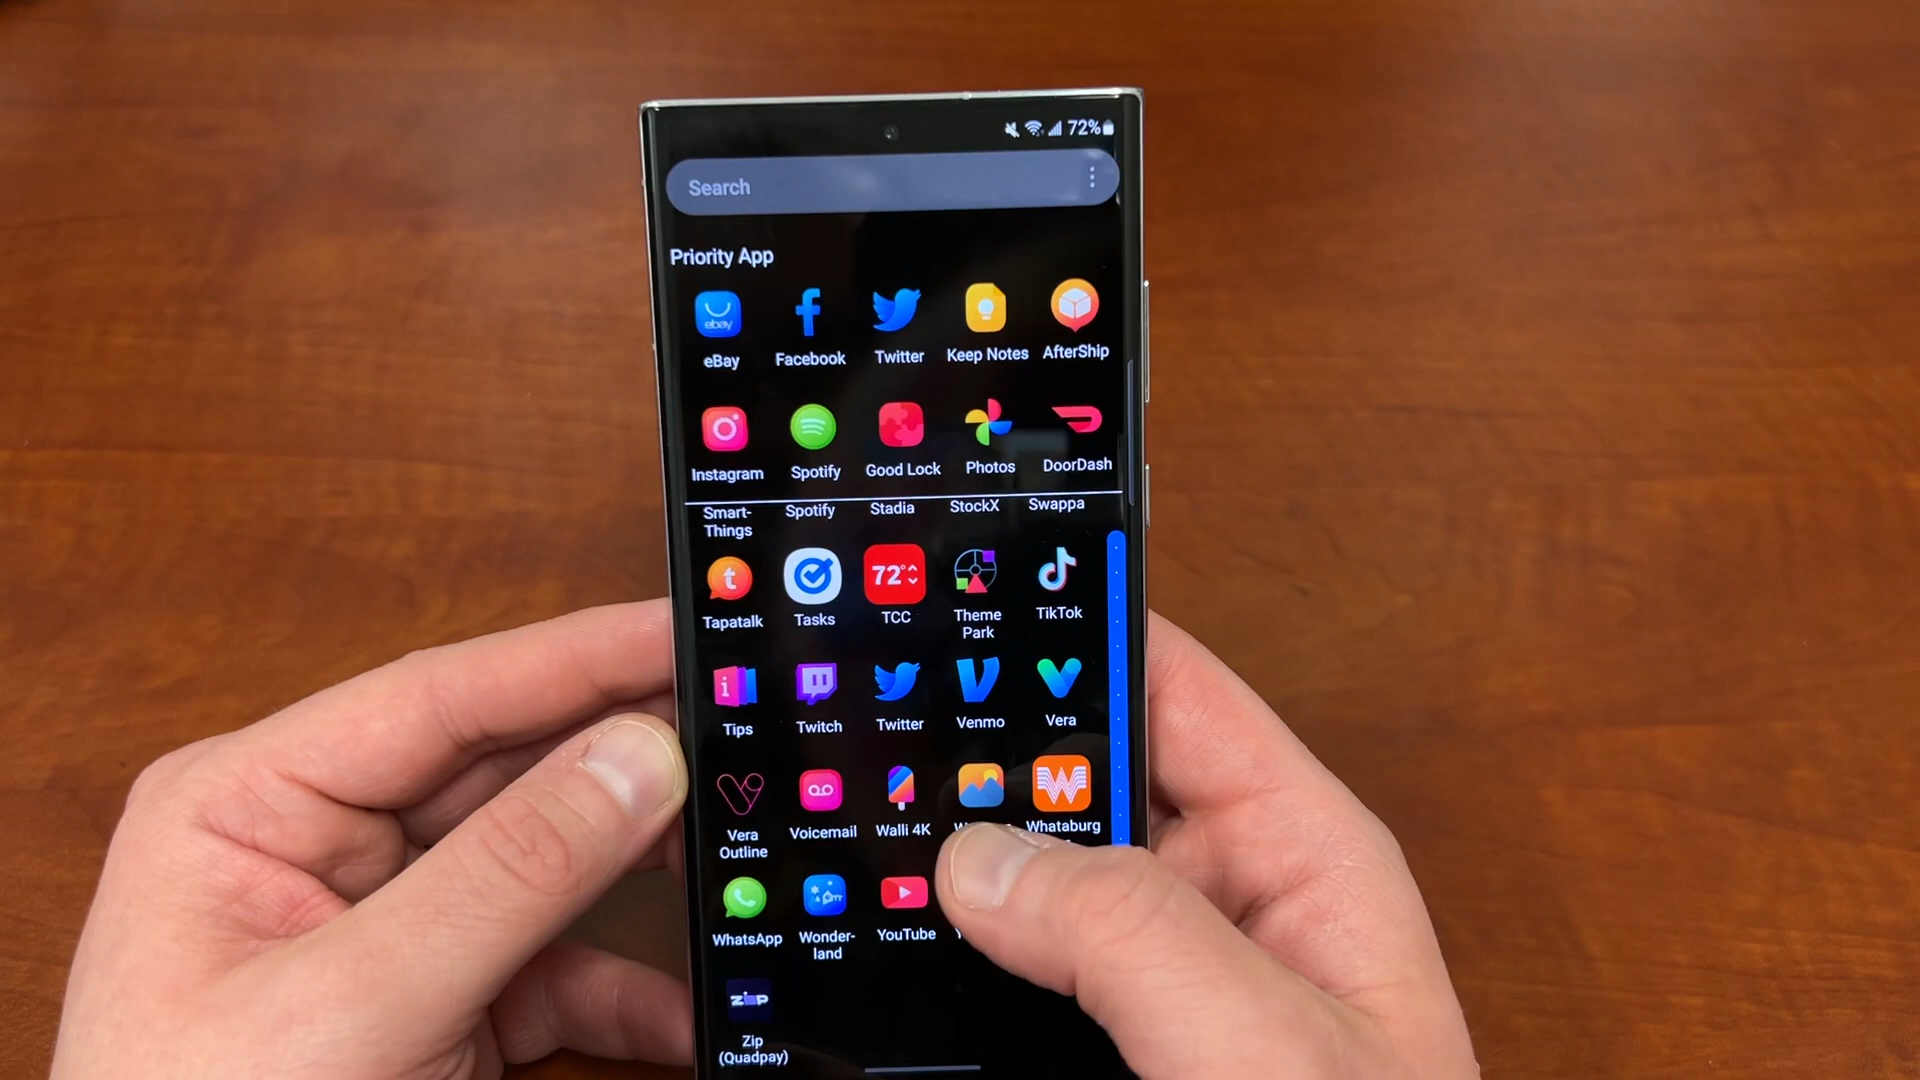 72%
Search
Priority App
ebay
eBay
Facebook
Twitter
Keep Notes
AfterShip
Instagram
Spotify
Good Lock
Photos
DoorDash
Smart-
Things
Spotify
Stadia
StockX
Swappa
72°
Tapatalk
Tasks
TCC
Theme
Park
TikTok
Tips
Twitch
Twitter
Venmo
Vera
Vera
Outline
Voicemail
Walli 4K
Whataburg
WhatsApp
Wonder-
land
YouTube
zip
Zip
(Quadpay)